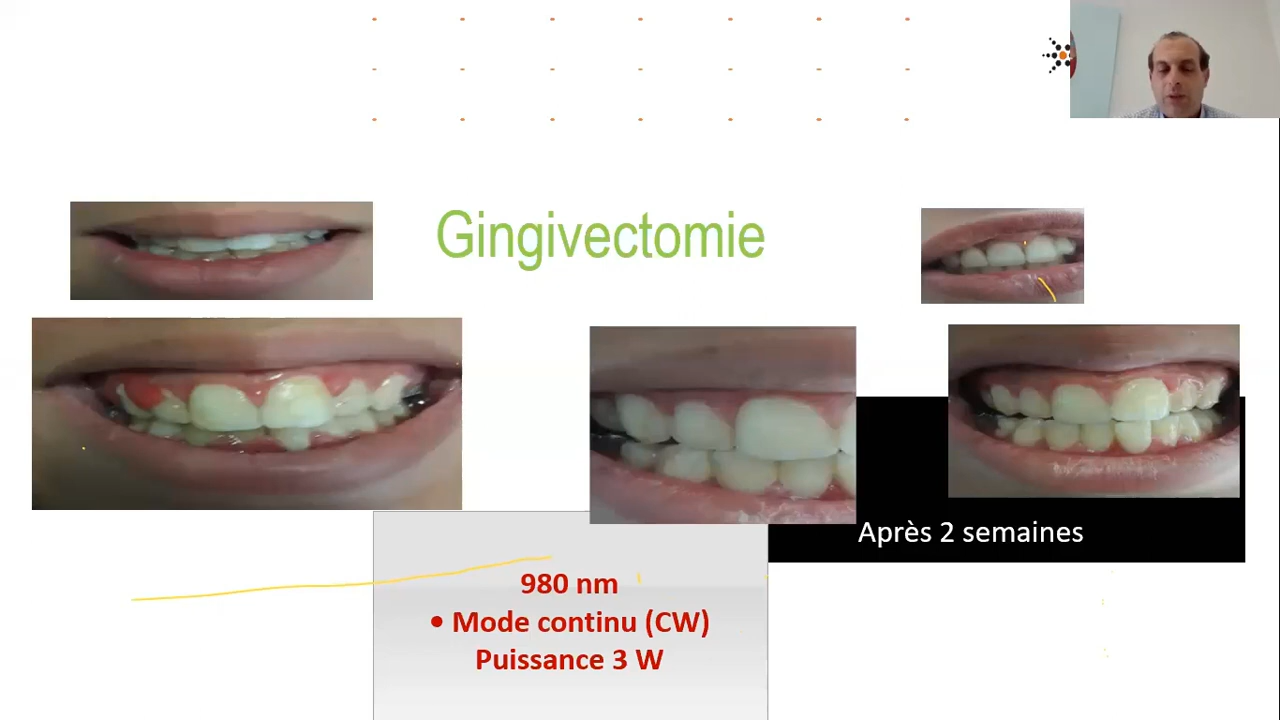 Gingivectomie
Après 2 semaines
980 nm
• Mode continu (CW)
Puissance 3 W